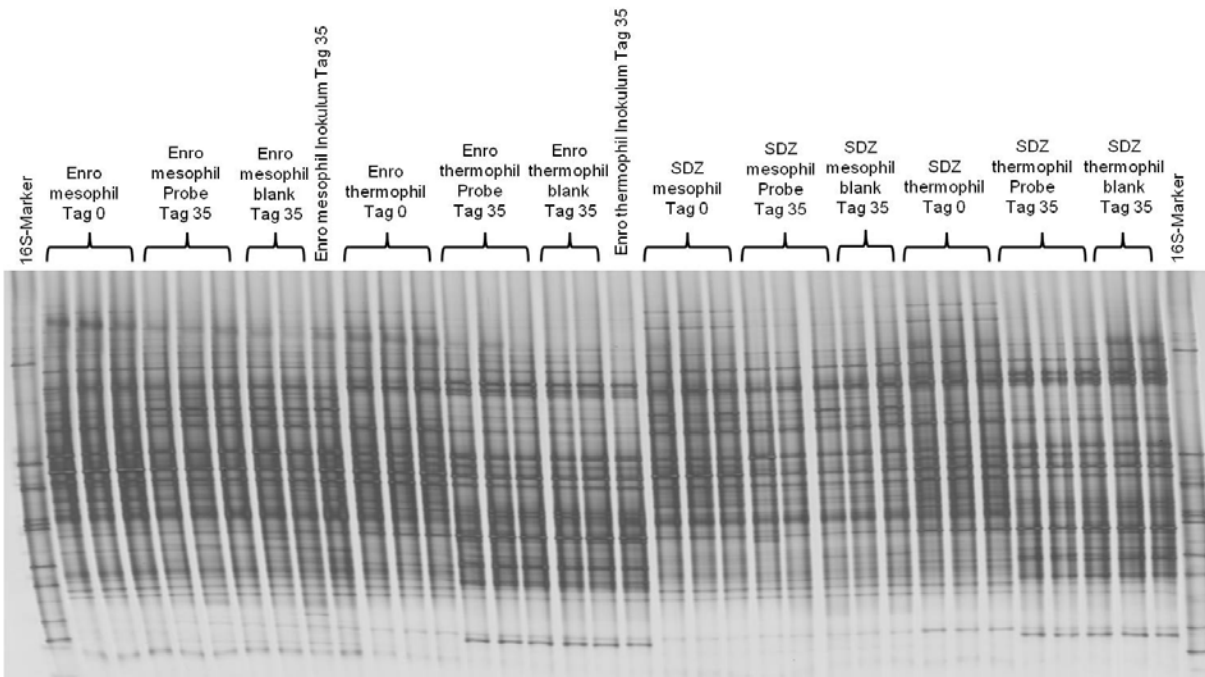 16S-Marker
Enro
mesophil
Tag 0
Enro
mesophil
Probe
Tag 35
Enro
mesophil
blank
Tag 35
Enro mesophil Inokulum Tag 35
Enro
thermophil
Tag 0
Enro
thermophil
Probe
Tag 35
Enro
thermophil
blank
Tag 35
Enro thermophil Inokulum Tag 35
SDZ
mesophil
Tag 0
SDZ
mesophil
Probe
Tag 35
SDZ
mesophil
blank
Tag 35
SDZ
thermophil
Tag 0
SDZ
thermophil
Probe
Tag 35
SDZ
thermophil
blank
Tag 35
16S-Marker